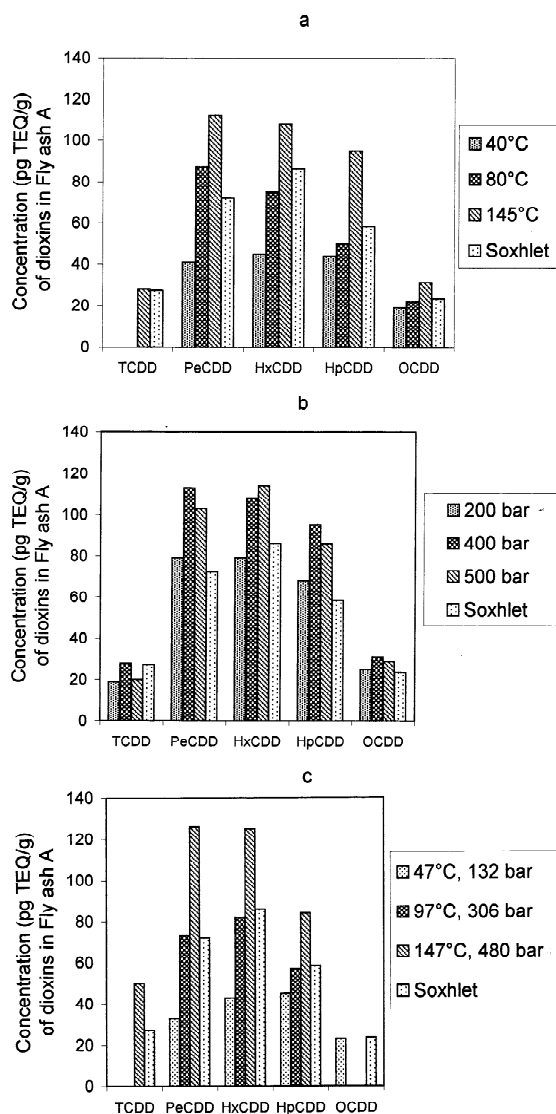 a
Concentration (pg TEQ/g)
of dioxins in Fly ash A
140
120
100
80
60
40
20
0
TCDD PeCDD HxCDD HpCDD OCDD
40°C
80°C
145°C
Soxhlet
b
Concentration (pg TEQ/g)
of dioxins in Fly ash A
140
120
100
80
60
40
20
0
TCDD PeCDD HxCDD HpCDD OCDD
200 bar
400 bar
500 bar
Soxhlet
c
Concentration (pg TEQ/g)
of dioxins in Fly ash A
140
120
100
80
60
40
20
0
TCDD PeCDD HxCDD HpCDD OCDD
47°C, 132 bar
97°C, 306 bar
147°C, 480 bar
Soxhlet